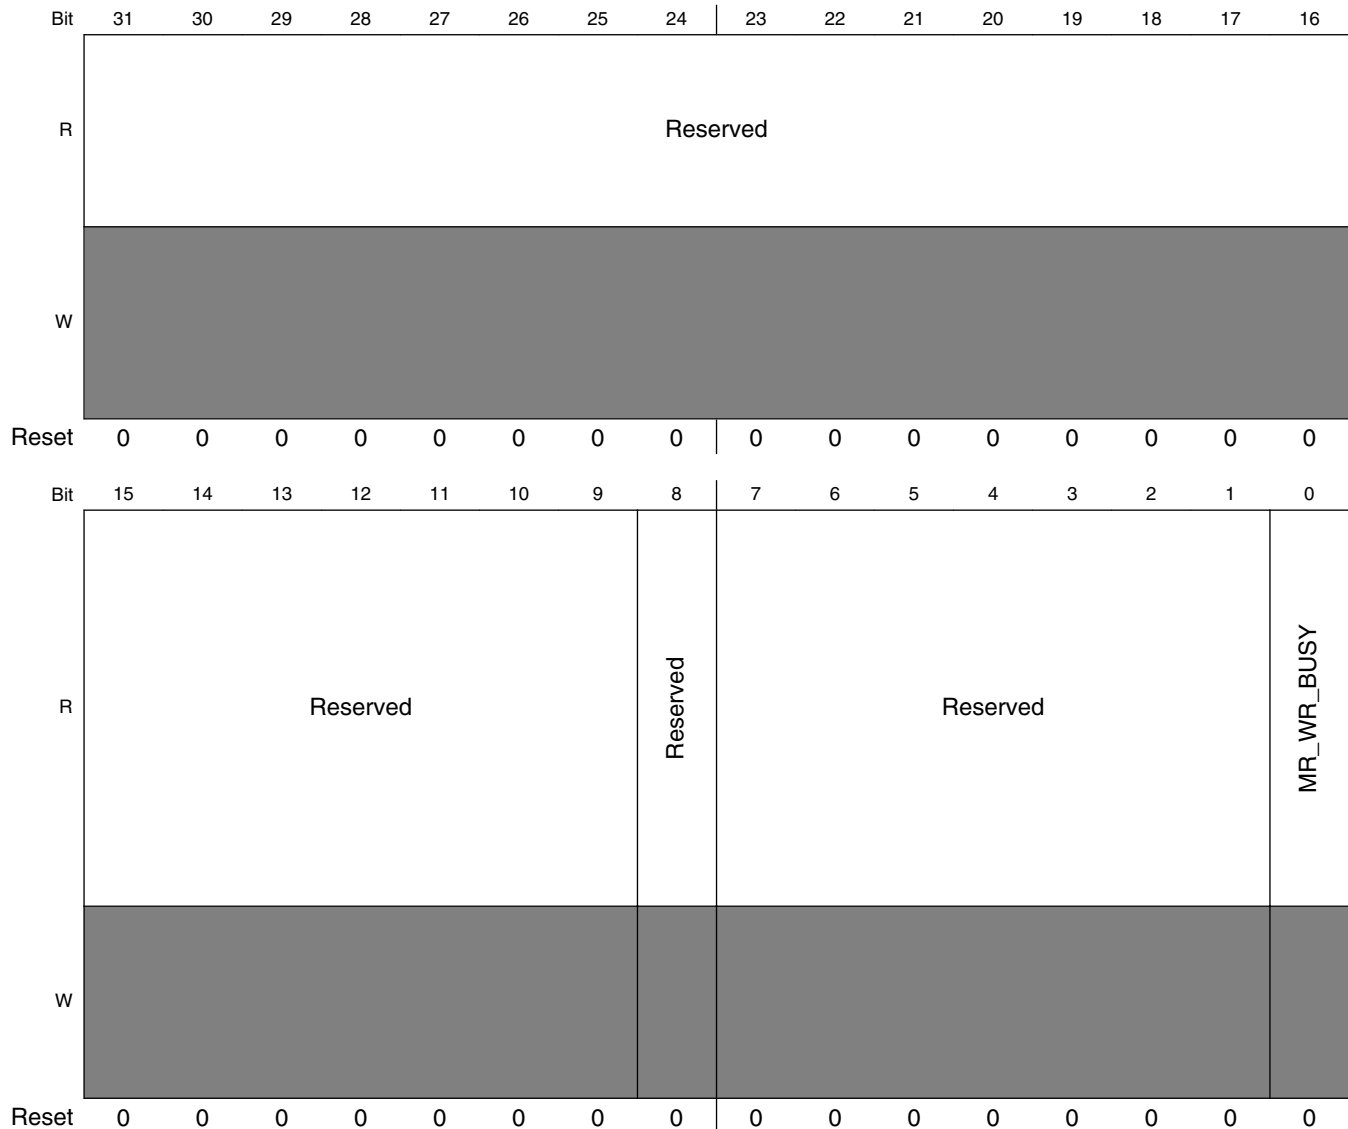 Bit 31 30 29 28 27 26 25 24 23 22 21 20 19 18 17 16
R Reserved
W
Reset 0 0 0 0 0 0 0 0 0 0 0 0 0 0 0 0
Bit 15 14 13 12 11 10 9 8 7 6 5 4 3 2 1 0
R Reserved Reserved Reserved MR_WR_BUSY
W
Reset 0 0 0 0 0 0 0 0 0 0 0 0 0 0 0 0